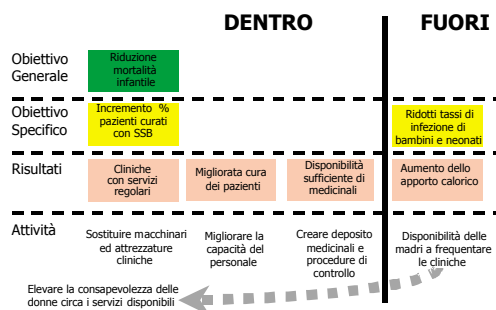 DENTRO
FUORI
Obiettivo
Generale
Riduzione
mortalità
infantile
Obiettivo
Specifico
Incremento %
pazienti curati
con SSB
Ridotti tassi di
infezione di
bambini e neonati
Risultati
Cliniche
con servizi
regolari
Migliorata cura
dei pazienti
Disponibilità
sufficiente di
medicinali
Aumento dello
apporto calorico
Attività
Sostituire macchinari
ed attrezzature
cliniche
Migliorare la
capacità del
personale
Creare deposito
medicinali e
procedure di
controllo
Disponibilità delle
madri a frequentare
le cliniche
Elevare la consapevolezza delle
donne circa i servizi disponibili